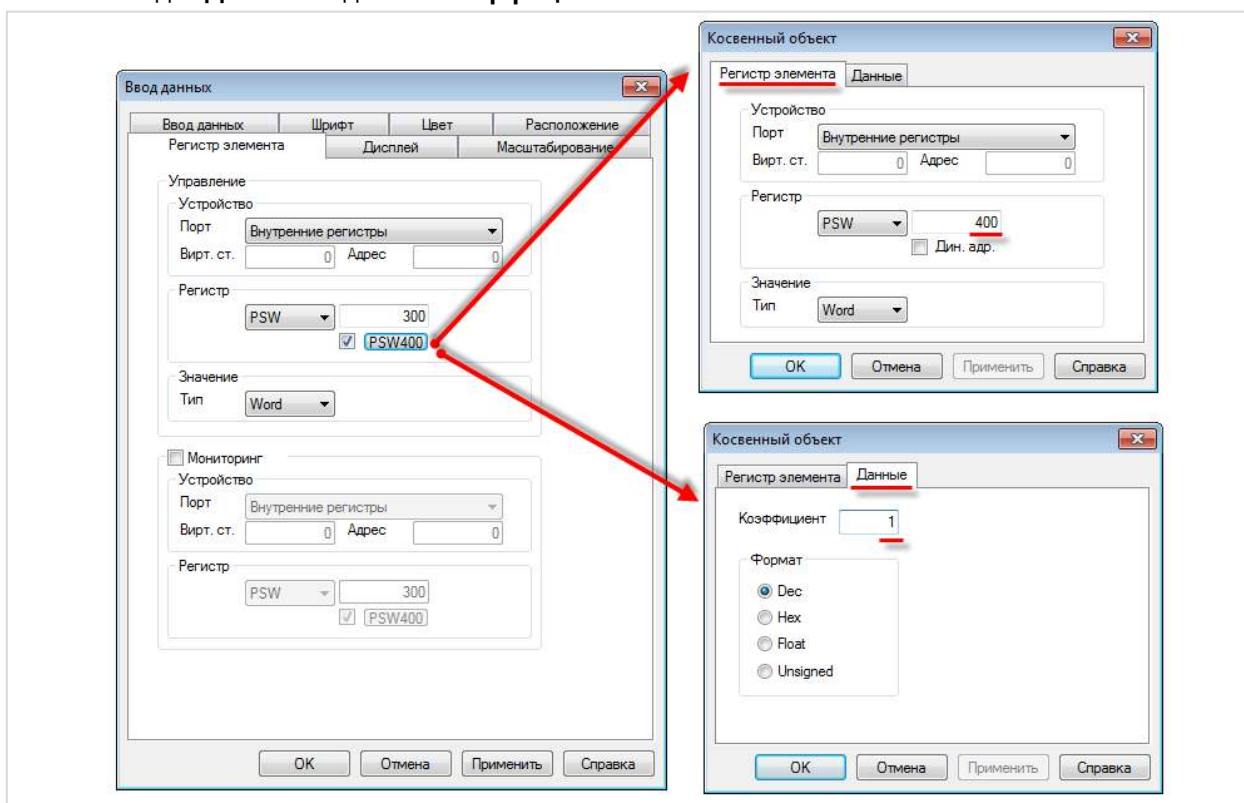 Ввод данных
Ввод данных Шрифт Цвет Расположение
Регистр элемента Дисплей Масштабирование
Управление
Устройство
Порт Внутренние регистры
Вирт. ст. 0 Адрес 0
Регистр
PSW 300
PSW400
Значение
Тип Word
Мониторинг
Устройство
Порт Внутренние регистры
Вирт. ст. 0 Адрес 0
Регистр
PSW 300
PSW400
OK Отмена Применить Справка
Косвенный объект
Регистр элемента Данные
Устройство
Порт Внутренние регистры
Вирт. ст. 0 Адрес 0
Регистр
PSW 400
Дин. адр.
Значение
Тип Word
OK Отмена Применить Справка
Косвенный объект
Регистр элемента Данные
Коэффициент 1
Формат
Dec
Hex
Float
Unsigned
OK Отмена Применить Справка